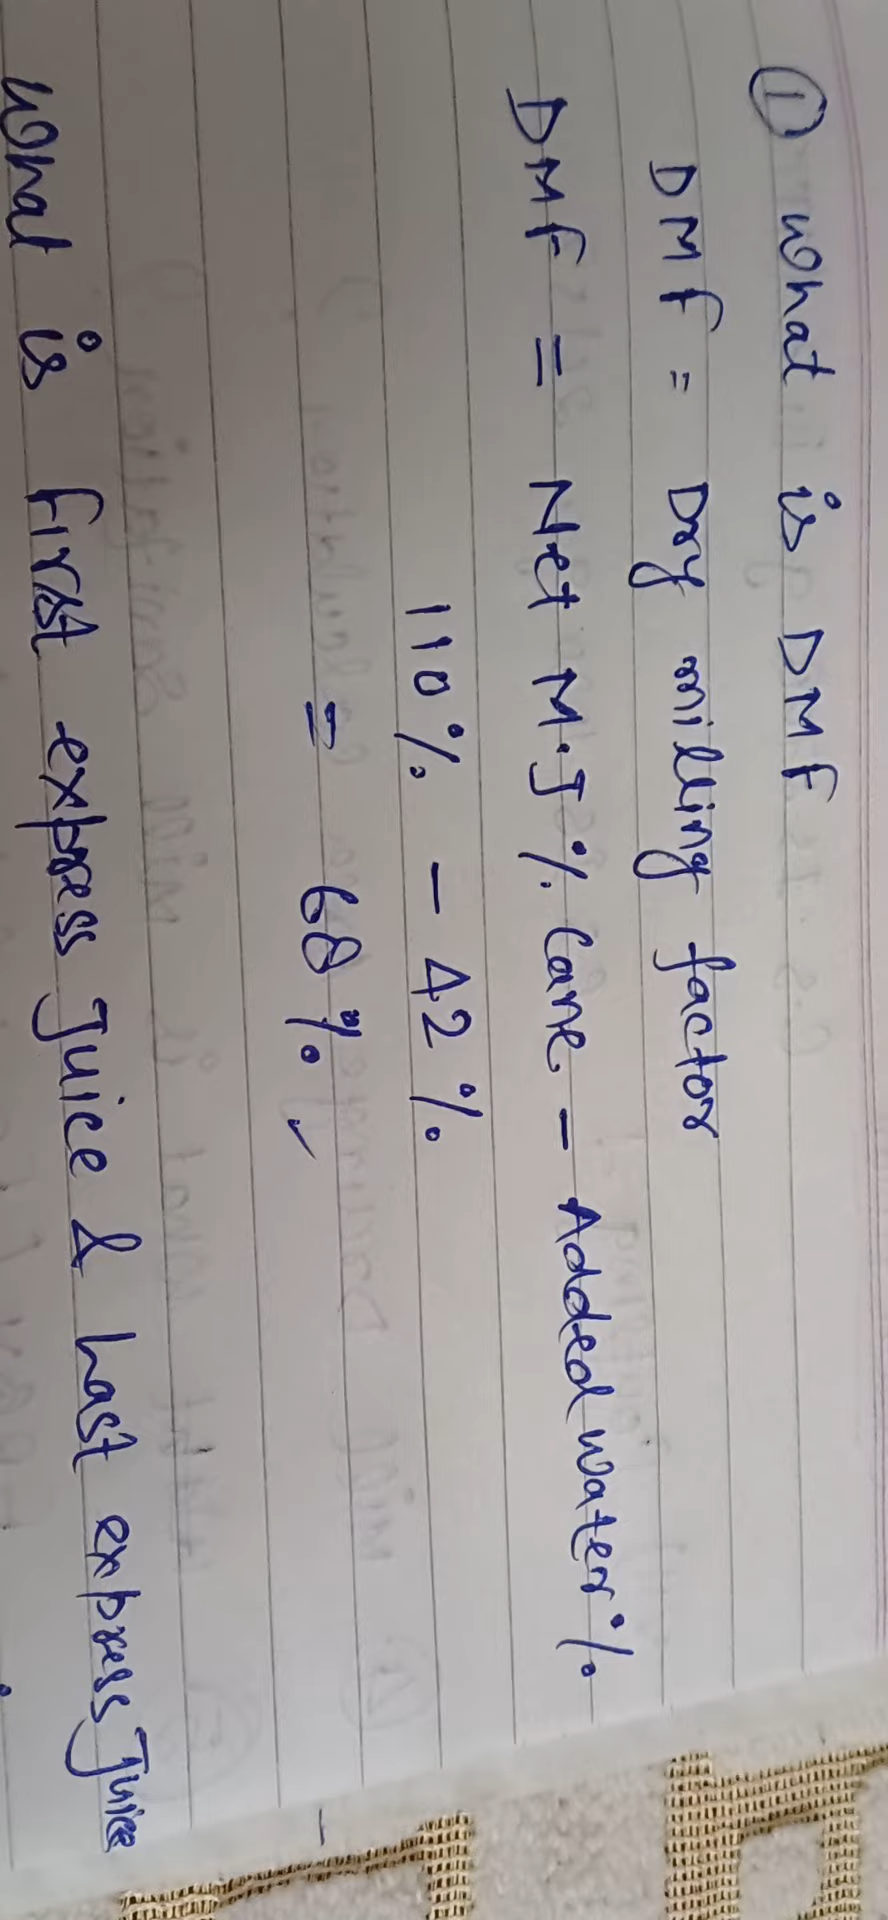 ① What is DMF
DMF = Dry milling factor
DMF = Net M.J % Cane - Added water %
110% - 42%
= 68% ✓
What is First express Juice & Last express Juice